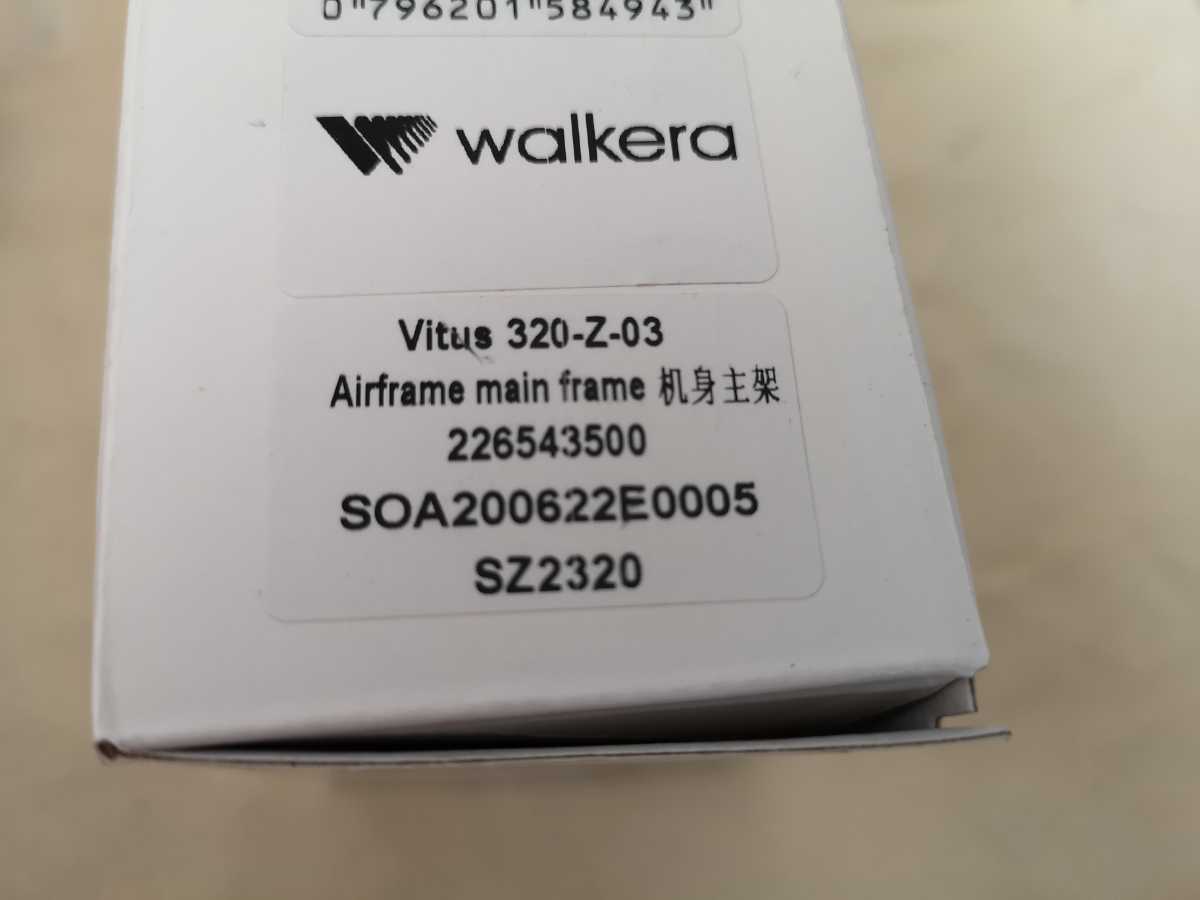 0"796201"584943"
walkera
Vitus 320-Z-03
Airframe main frame 机身主架
226543500
SOA200622E0005
SZ2320